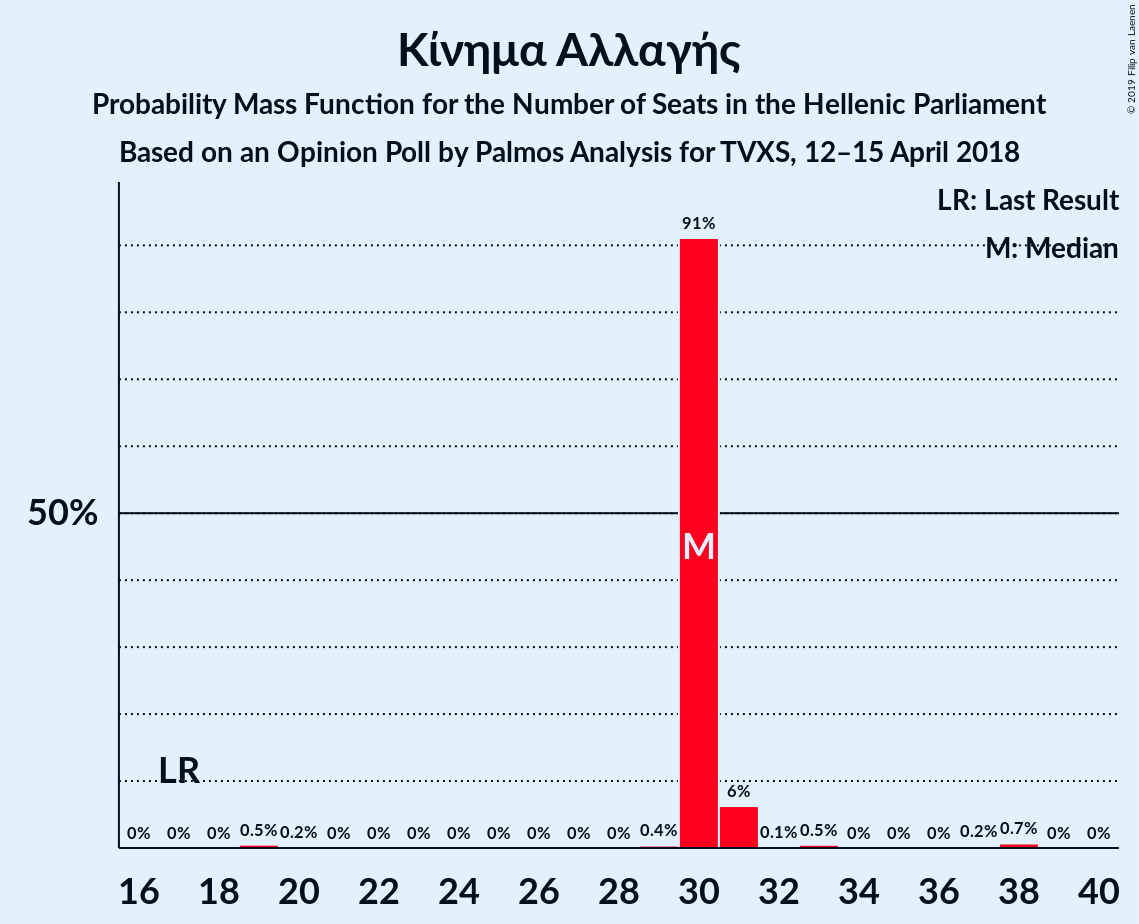 Κίνημα Αλλαγής
Probability Mass Function for the Number of Seats in the Hellenic Parliament
Based on an Opinion Poll by Palmos Analysis for TVXS, 12–15 April 2018
© 2019 Filip van Laenen
LR: Last Result
M: Median
91%
50%
M
LR
6%
0% 0% 0% 0.5% 0.2% 0% 0% 0% 0% 0% 0% 0% 0% 0.4% 0.1% 0.5% 0% 0% 0% 0.2% 0.7% 0% 0%
16 18 20 22 24 26 28 30 32 34 36 38 40